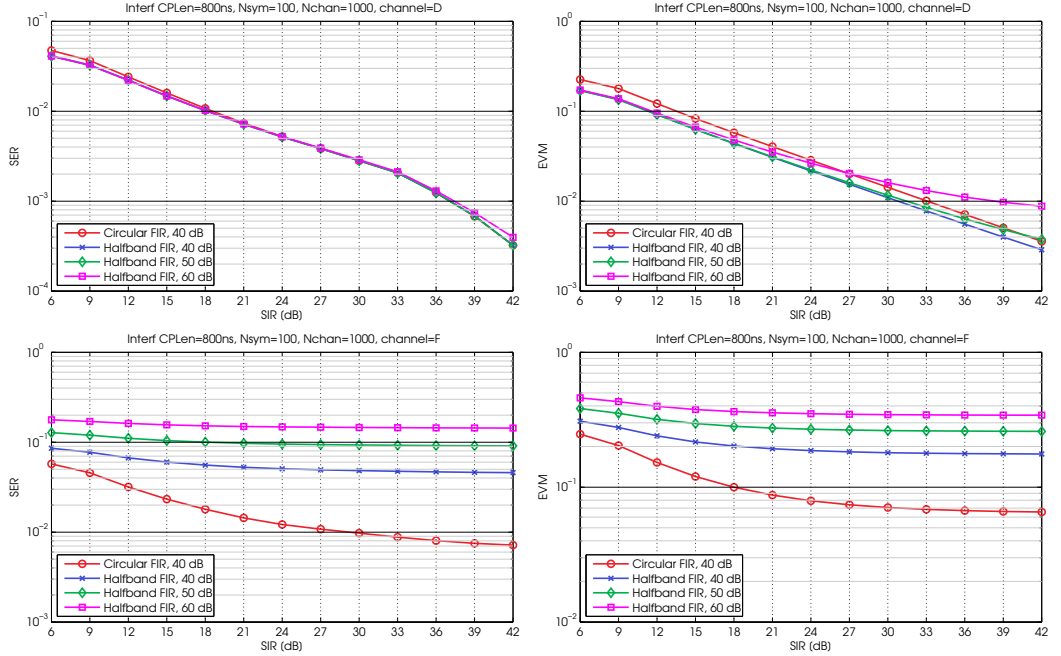 Interf CPLen=800ns, Nsym=100, Nchan=1000, channel=D
10⁻¹
10⁻²
10⁻³
10⁻⁴
SER
Circular FIR, 40 dB
Halfband FIR, 40 dB
Halfband FIR, 50 dB
Halfband FIR, 60 dB
6 9 12 15 18 21 24 27 30 33 36 39 42
SIR [dB]
Interf CPLen=800ns, Nsym=100, Nchan=1000, channel=D
10⁰
10⁻¹
10⁻²
10⁻³
EVM
Circular FIR, 40 dB
Halfband FIR, 40 dB
Halfband FIR, 50 dB
Halfband FIR, 60 dB
6 9 12 15 18 21 24 27 30 33 36 39 42
SIR [dB]
Interf CPLen=800ns, Nsym=100, Nchan=1000, channel=F
10⁰
10⁻¹
10⁻²
10⁻³
SER
Circular FIR, 40 dB
Halfband FIR, 40 dB
Halfband FIR, 50 dB
Halfband FIR, 60 dB
6 9 12 15 18 21 24 27 30 33 36 39 42
SIR [dB]
Interf CPLen=800ns, Nsym=100, Nchan=1000, channel=F
10⁰
10⁻¹
10⁻²
EVM
Circular FIR, 40 dB
Halfband FIR, 40 dB
Halfband FIR, 50 dB
Halfband FIR, 60 dB
6 9 12 15 18 21 24 27 30 33 36 39 42
SIR [dB]